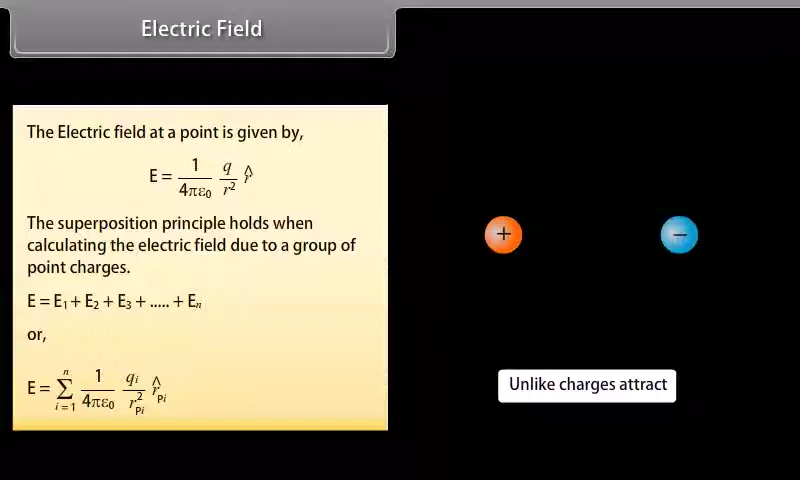 Electric Field
The Electric field at a point is given by,
E = 1/4πε₀ q/r² r̂
The superposition principle holds when
calculating the electric field due to a group of
point charges.
E = E₁ + E₂ + E₃ + ..... + Eₙ
or,
E = ∑ᵢ₌₁ⁿ 1/4πε₀ qᵢ/r²ₚᵢ r̂ₚᵢ
+ −
Unlike charges attract